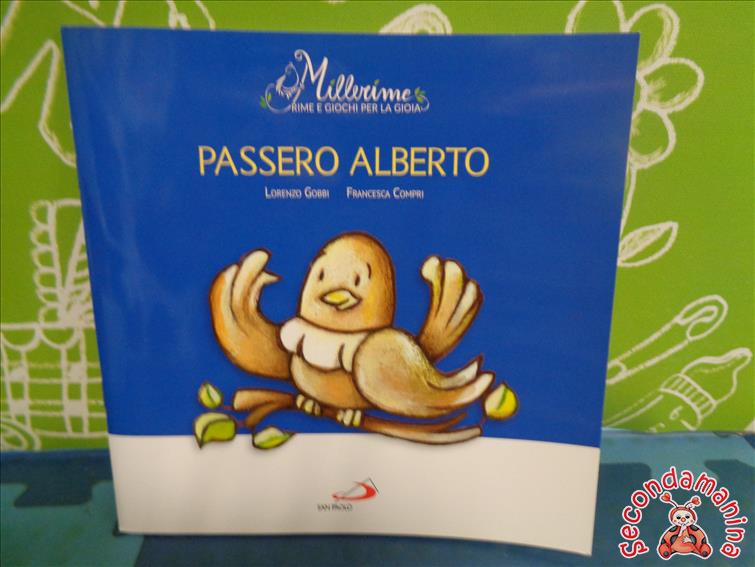 Millerime
RIME E GIOCHI PER LA GIOIA
PASSERO ALBERTO
LORENZO GOBBI FRANCESCA COMPRI
SAN PAOLO
Secondamanina